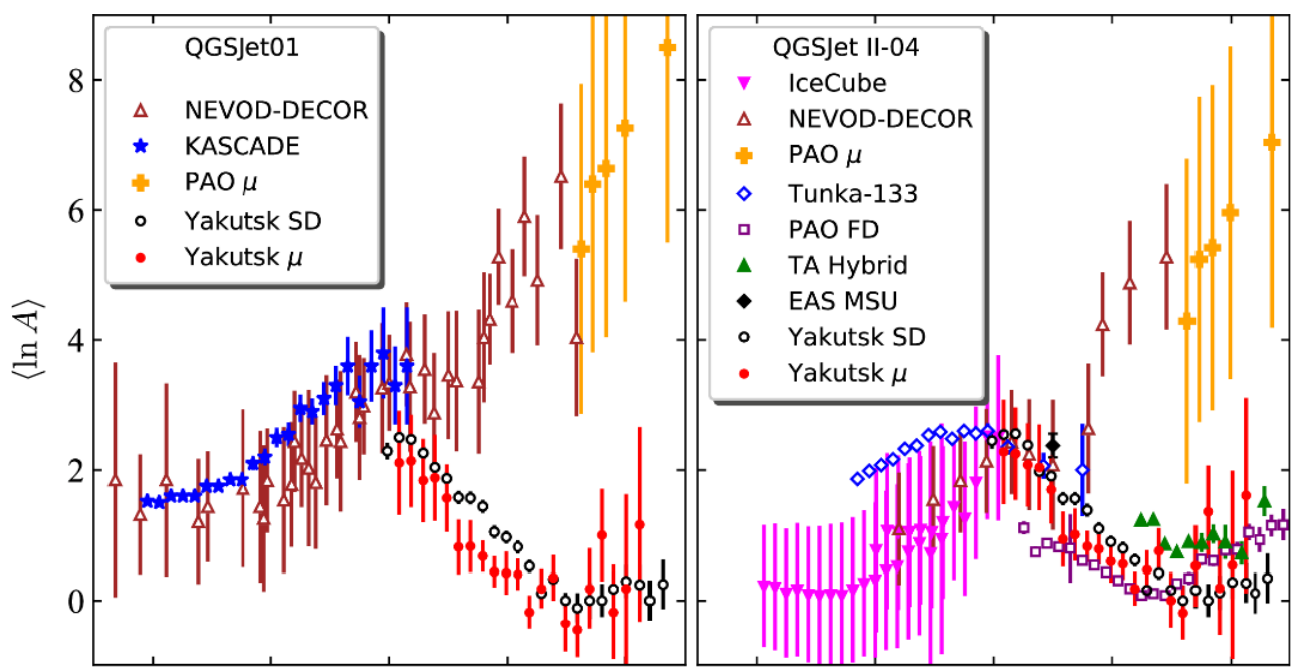 QGSJet01
NEVOD-DECOR
KASCADE
PAO μ
Yakutsk SD
Yakutsk μ
QGSJet II-04
IceCube
NEVOD-DECOR
PAO μ
Tunka-133
PAO FD
TA Hybrid
EAS MSU
Yakutsk SD
Yakutsk μ
⟨ln A⟩
8
6
4
2
0